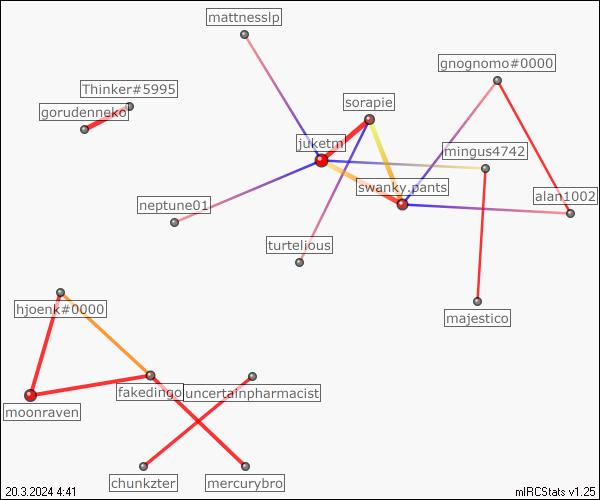 mattnesslp
gnognomo#0000
Thinker#5995
sorapie
gorudenneko
juketm
mingus4742
swanky.pants
alan1002
neptune01
turtelious
hjoenk#0000
majestico
fakedingo
uncertainpharmacist
moonraven
chunkzter
mercurybro
20.3.2024 4:41
mIRCStats v1.25